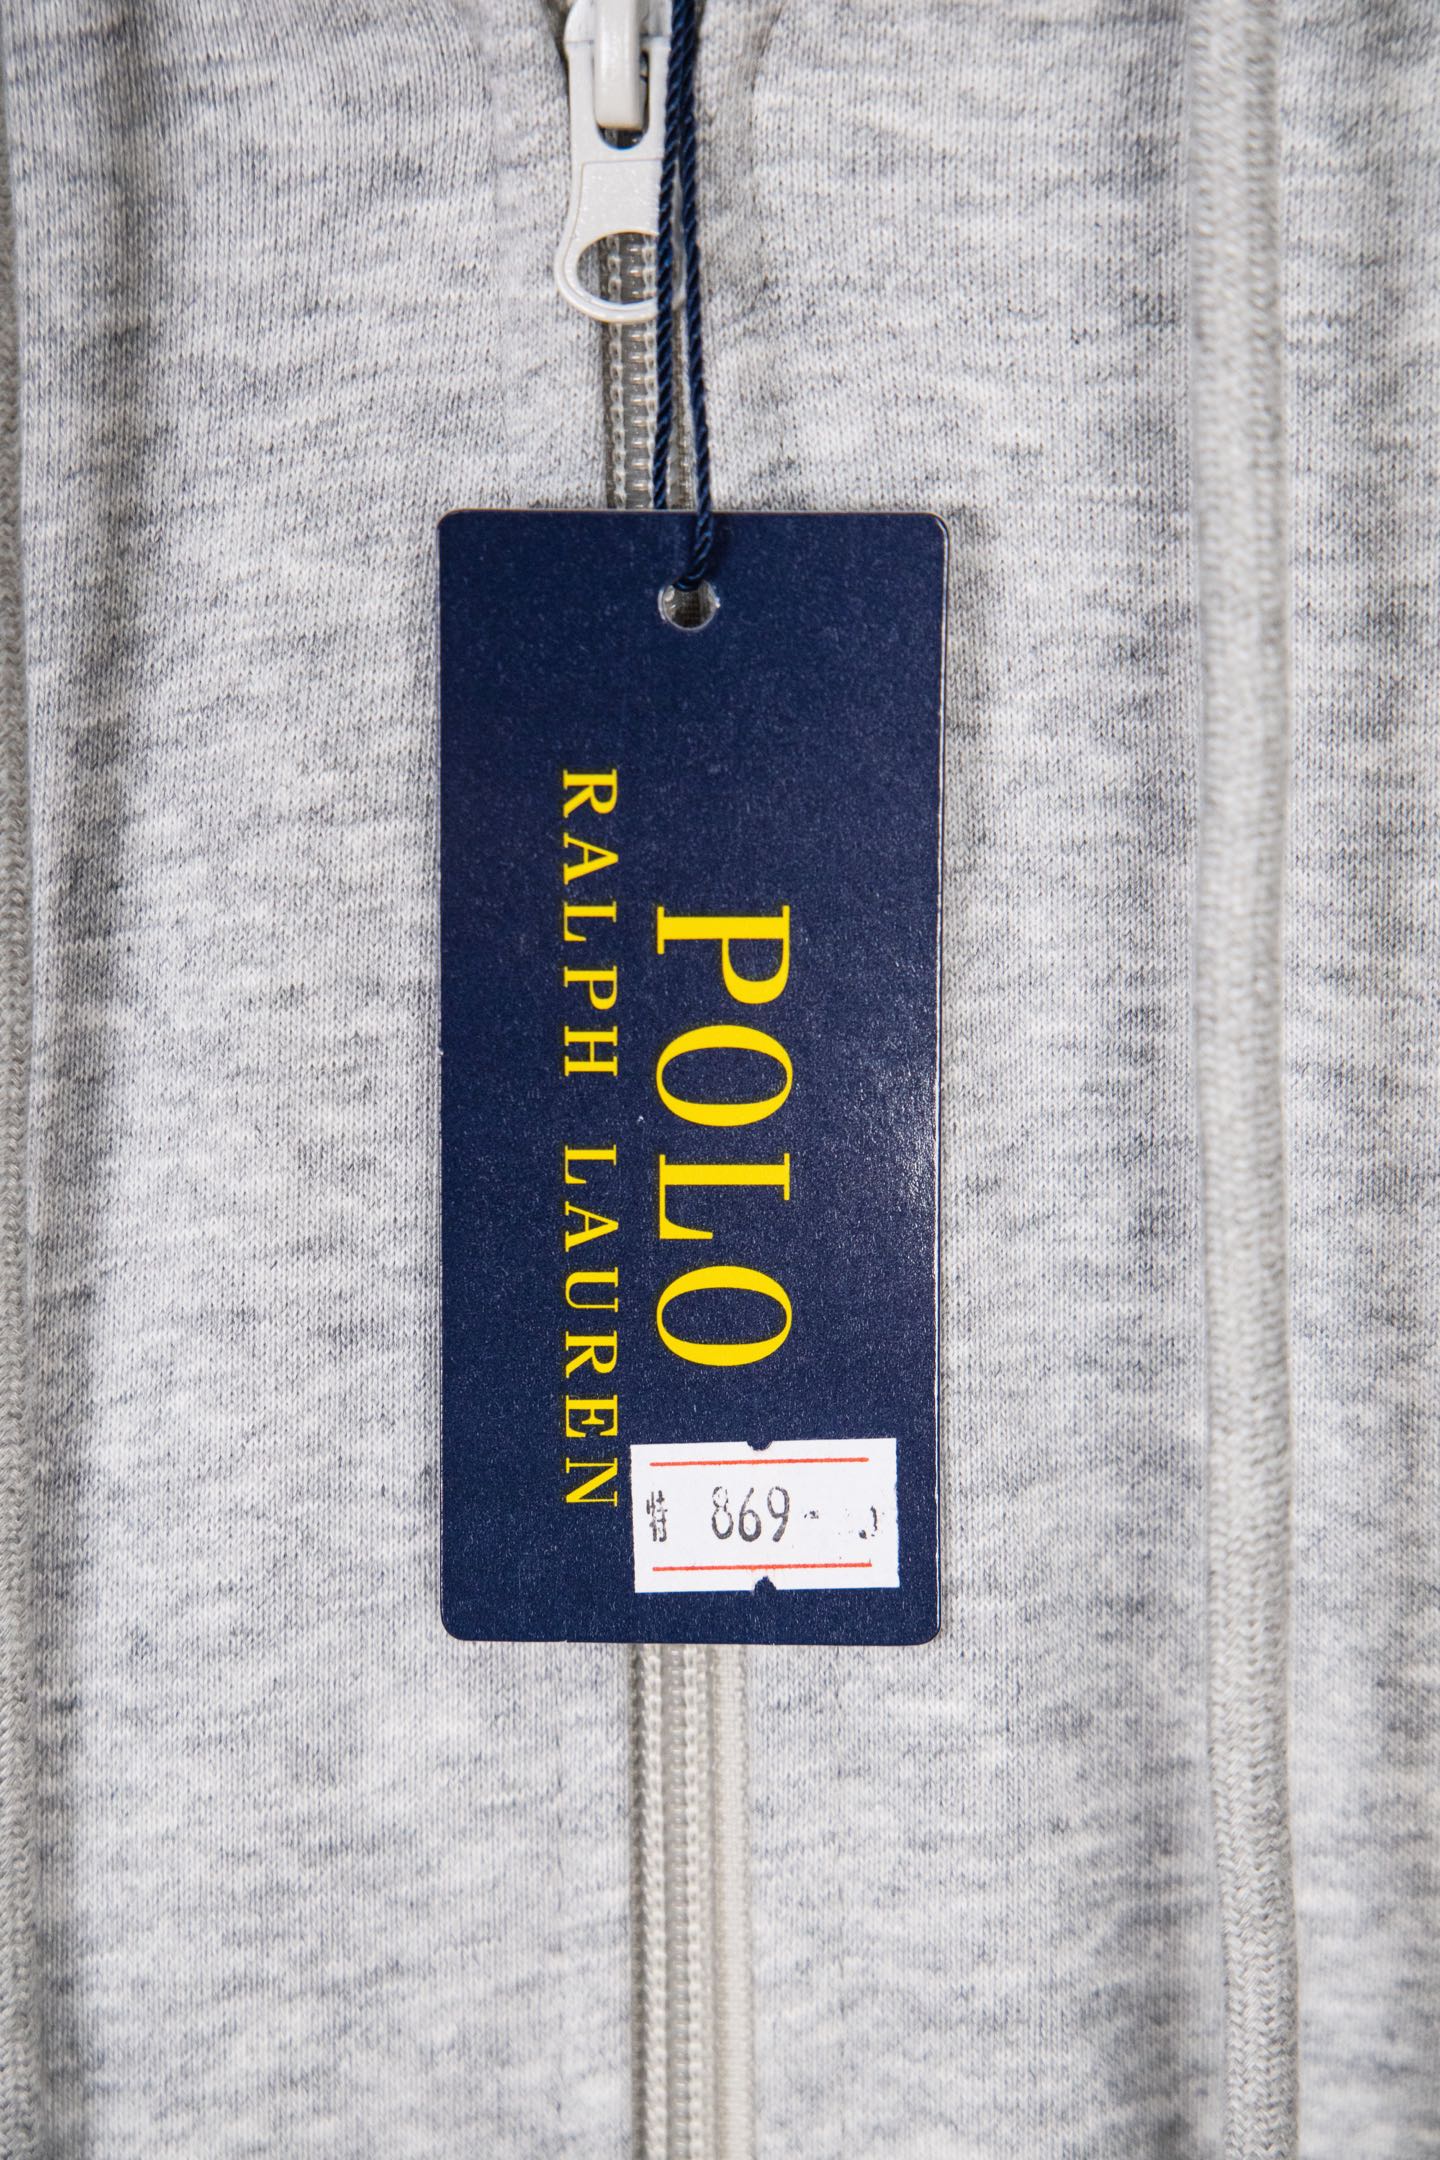 POLO
RALPH LAUREN
特 869-